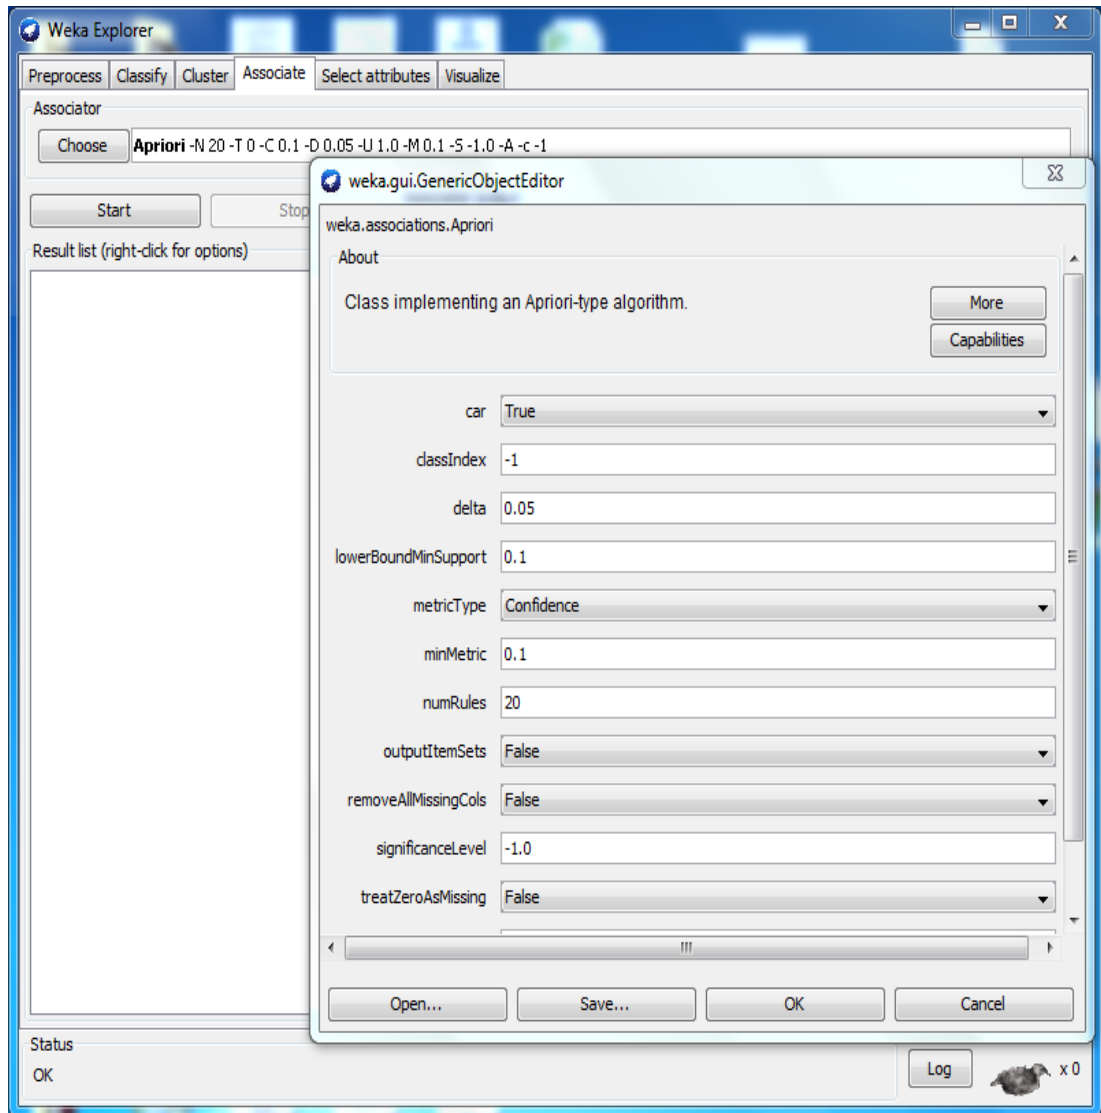 Weka Explorer
Preprocess Classify Cluster Associate Select attributes Visualize
Associator
Choose Apriori -N 20 -T 0 -C 0.1 -D 0.05 -U 1.0 -M 0.1 -S -1.0 -A -c -1
Start Stop
Result list (right-click for options)
weka.gui.GenericObjectEditor
weka.associations.Apriori
About
Class implementing an Apriori-type algorithm.
More
Capabilities
car True
classIndex -1
delta 0.05
lowerBoundMinSupport 0.1
metricType Confidence
minMetric 0.1
numRules 20
outputItemSets False
removeAllMissingCols False
significanceLevel -1.0
treatZeroAsMissing False
Open... Save... OK Cancel
Status
OK
Log x 0